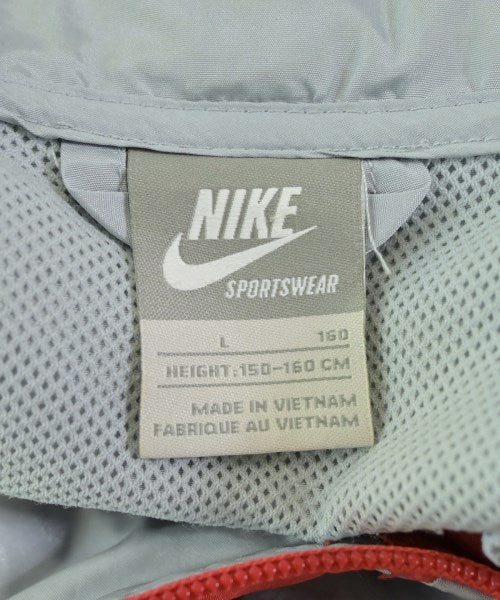 NIKE
SPORTSWEAR
L 160
HEIGHT:150-160 CM
MADE IN VIETNAM
FABRIQUE AU VIETNAM